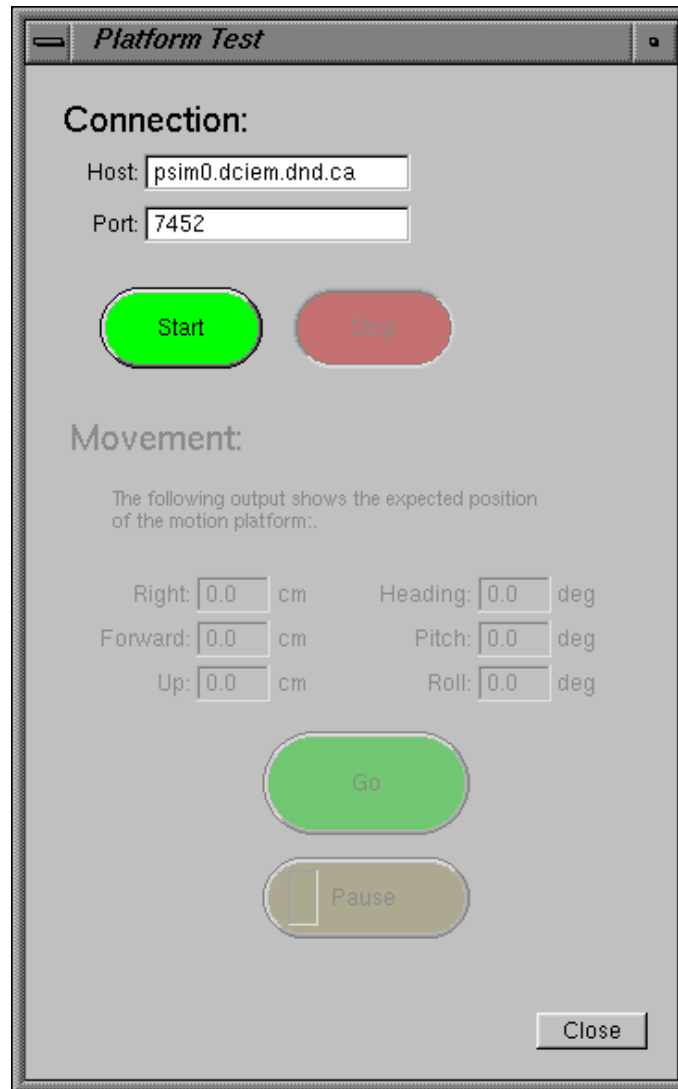 Platform Test
Connection:
Host: psim0.dciem.dnd.ca
Port: 7452
Start Stop
Movement:
The following output shows the expected position
of the motion platform:.
Right: 0.0 cm Heading: 0.0 deg
Forward: 0.0 cm Pitch: 0.0 deg
Up: 0.0 cm Roll: 0.0 deg
Go
Pause
Close